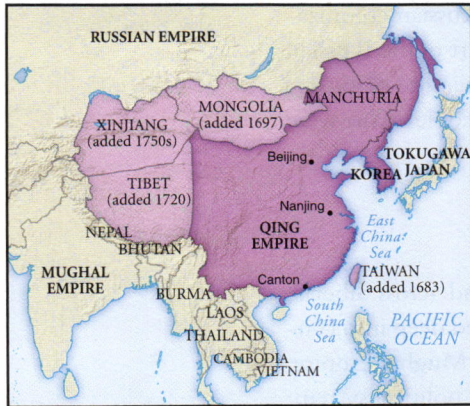 RUSSIAN EMPIRE
MONGOLIA
(added 1697)
MANCHURIA
XINJIANG
(added 1750s)
Beijing
TOKUGAWA
JAPAN
KOREA
TIBET
(added 1720)
Nanjing
NEPAL
BHUTAN
QING
EMPIRE
East
China
Sea
MUGHAL
EMPIRE
Canton
TAIWAN
(added 1683)
BURMA
LAOS
South
China
Sea
PACIFIC
OCEAN
THAILAND
CAMBODIA
VIETNAM